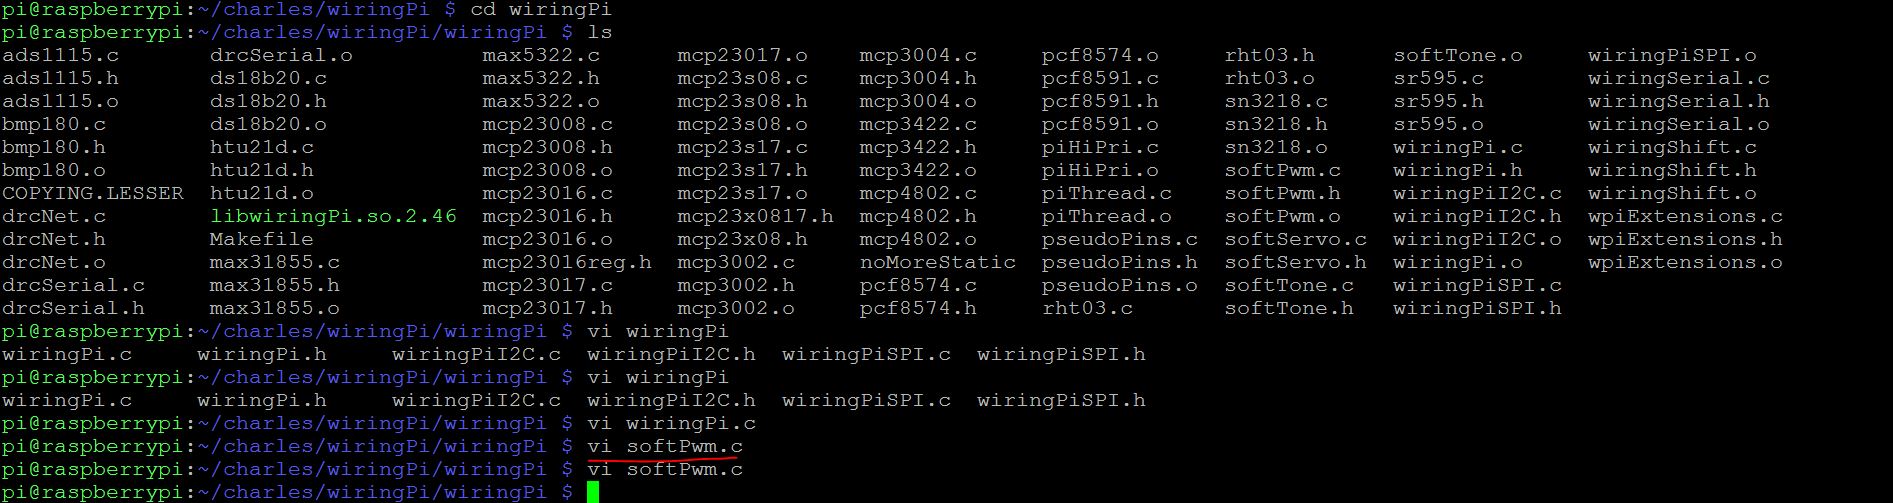 pi@raspberrypi:~/charles/wiringPi $ cd wiringPi
pi@raspberrypi:~/charles/wiringPi/wiringPi $ ls
ads1115.c drcSerial.o max5322.c mcp23017.o mcp3004.c pcf8574.o rht03.h softTone.o wiringPiSPI.o
ads1115.h ds18b20.c max5322.h mcp23s08.c mcp3004.h pcf8591.c rht03.o sr595.c wiringSerial.c
ads1115.o ds18b20.h max5322.o mcp23s08.h mcp3004.o pcf8591.h sn3218.c sr595.h wiringSerial.h
bmp180.c ds18b20.o mcp23008.c mcp23s08.o mcp3422.c pcf8591.o sn3218.h sr595.o wiringSerial.o
bmp180.h htu21d.c mcp23008.h mcp23s17.c mcp3422.h piHiPri.c sn3218.o wiringPi.c wiringShift.c
bmp180.o htu21d.h mcp23008.o mcp23s17.h mcp3422.o piHiPri.o softPwm.c wiringPi.h wiringShift.h
COPYING.LESSER htu21d.o mcp23016.c mcp23s17.o mcp4802.c piThread.c softPwm.h wiringPiI2C.c wiringShift.o
drcNet.c libwiringPi.so.2.46 mcp23016.h mcp23x0817.h mcp4802.h piThread.o softPwm.o wiringPiI2C.h wpiExtensions.c
drcNet.h Makefile mcp23016.o mcp23x08.h mcp4802.o pseudoPins.c softServo.c wiringPiI2C.o wpiExtensions.h
drcNet.o max31855.c mcp23016reg.h mcp3002.c noMoreStatic pseudoPins.h softServo.h wiringPi.o wpiExtensions.o
drcSerial.c max31855.h mcp23017.c mcp3002.h pcf8574.c pseudoPins.o softTone.c wiringPiSPI.c
drcSerial.h max31855.o mcp23017.h mcp3002.o pcf8574.h rht03.c softTone.h wiringPiSPI.h
pi@raspberrypi:~/charles/wiringPi/wiringPi $ vi wiringPi
wiringPi.c wiringPi.h wiringPiI2C.c wiringPiI2C.h wiringPiSPI.c wiringPiSPI.h
pi@raspberrypi:~/charles/wiringPi/wiringPi $ vi wiringPi
wiringPi.c wiringPi.h wiringPiI2C.c wiringPiI2C.h wiringPiSPI.c wiringPiSPI.h
pi@raspberrypi:~/charles/wiringPi/wiringPi $ vi wiringPi.c
pi@raspberrypi:~/charles/wiringPi/wiringPi $ vi softPwm.c
pi@raspberrypi:~/charles/wiringPi/wiringPi $ vi softPwm.c
pi@raspberrypi:~/charles/wiringPi/wiringPi $